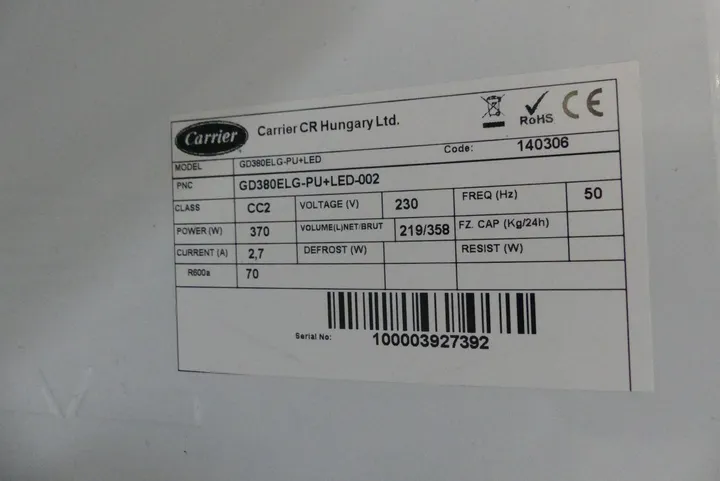 Carrier
Carrier CR Hungary Ltd.
RoHS
CE
MODEL GD380ELG-PU+LED Code: 140306
PNC GD380ELG-PU+LED-002
CLASS CC2 VOLTAGE (V) 230 FREQ (Hz) 50
POWER (W) 370 VOLUME(L)NET/BRUT 219/358 FZ. CAP (Kg/24h)
CURRENT (A) 2,7 DEFROST (W) RESIST (W)
R600a 70
Serial No: 100003927392